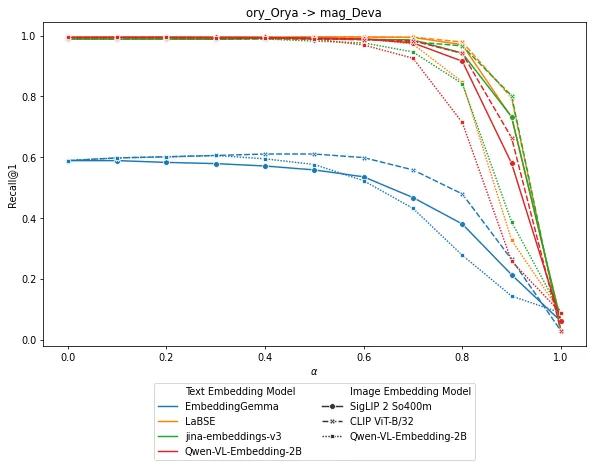 ory_Orya -> mag_Deva
Recall@1
1.0
0.8
0.6
0.4
0.2
0.0
0.0 0.2 0.4 0.6 0.8 1.0
α
Text Embedding Model
EmbeddingGemma
LaBSE
jina-embeddings-v3
Qwen-VL-Embedding-2B
Image Embedding Model
SigLIP 2 So400m
CLIP ViT-B/32
Qwen-VL-Embedding-2B